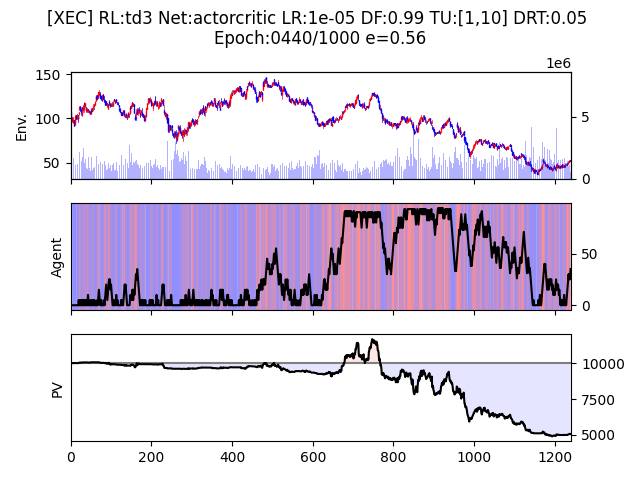 [XEC] RL:td3 Net:actorcritic LR:1e-05 DF:0.99 TU:[1,10] DRT:0.05
Epoch:0440/1000 e=0.56
1e6
150
100
50
Env.
5
0
Agent
50
0
PV
10000
7500
5000
0 200 400 600 800 1000 1200